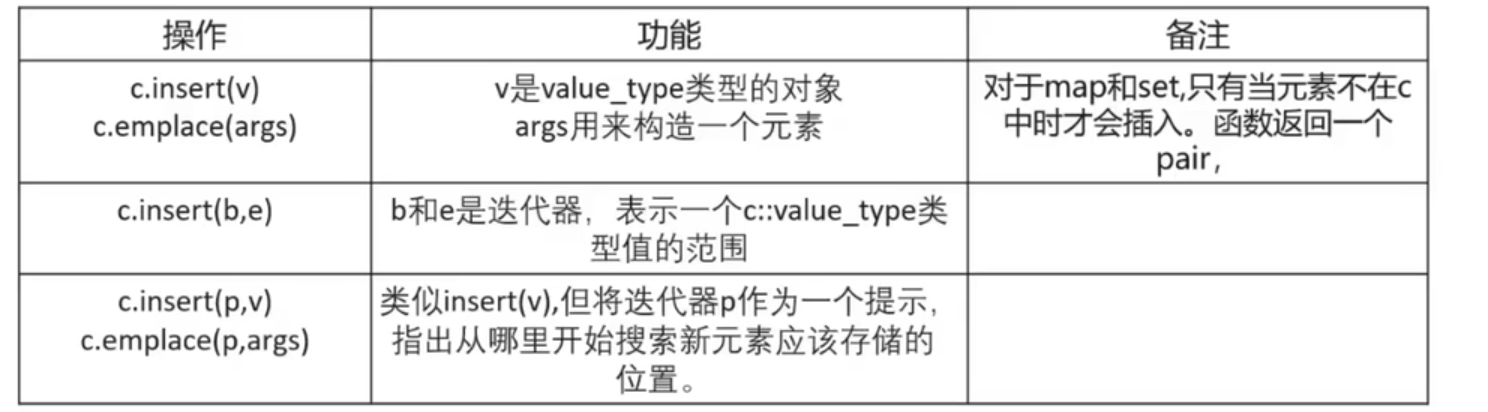 操作
功能
备注
c.insert(v)
c.emplace(args)
v是value_type类型的对象
args用来构造一个元素
对于map和set,只有当元素不在c
中时才会插入。函数返回一个
pair，
c.insert(b,e)
b和e是迭代器，表示一个c::value_type类
型值的范围
c.insert(p,v)
c.emplace(p,args)
类似insert(v),但将迭代器p作为一个提示，
指出从哪里开始搜索新元素应该存储的
位置。